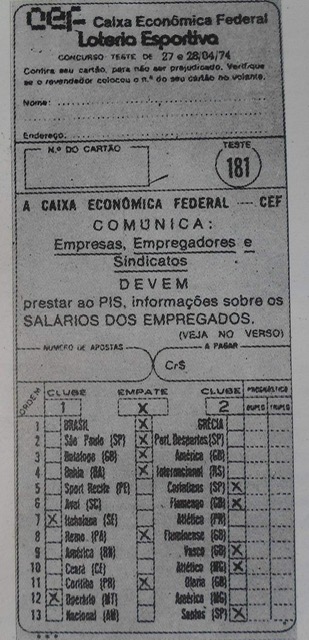 CEF Caixa Econômica Federal
Loteria Esportiva
CONCURSO TESTE DE 27 e 28/04/74
Confira seu cartão, para não ser prejudicado. Verifique
se o revendedor colocou o n.º do seu cartão no volante.
Nome:
Endereço:
N.º DO CARTÃO
TESTE
181
A CAIXA ECONÔMICA FEDERAL CEF
COMUNICA:
Empresas, Empregadores e
Sindicatos
DEVEM
prestar ao PIS, informações sobre os
SALÁRIOS DOS EMPREGADOS.
(VEJA NO VERSO)
NUMERO DE APOSTAS A PAGAR
Cr$
ORDEM CLUBE EMPATE CLUBE PROGNÓSTICO
1 X 2 DUPLO TRIPLO
1 BRASIL X GRÉCIA
2 São Paulo (SP) X Port. Desportos (SP)
3 Botafogo (GB) X América (GB)
4 Bahia (BA) X Internacional (RS)
5 Sport Recife (PE) Corintians (SP) X
6 Avaí (SC) Flamengo (GB) X
7 X Itabaiana (SE) Atlético (PR)
8 Remo (PA) X Fluminense (GB)
9 América (RN) Vasco (GB) X
10 Ceará (CE) Atlético (MG) X
11 Coritiba (PR) X Olaria (GB)
12 X Operário (MT) América (MG)
13 Nacional (AM) Santos (SP) X